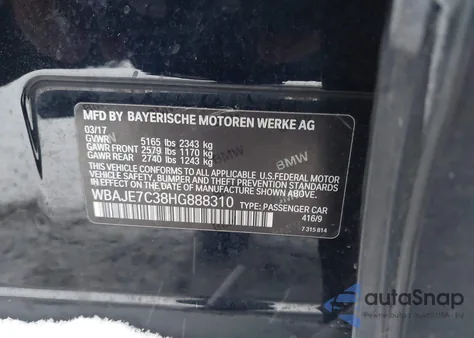 MFD BY BAYERISCHE MOTOREN WERKE AG
03/17
GVWR 5165 lbs 2343 kg
GAWR FRONT 2579 lbs 1170 kg
GAWR REAR 2740 lbs 1243 kg
BMW
THIS VEHICLE CONFORMS TO ALL APPLICABLE U.S.FEDERAL MOTOR
VEHICLE SAFETY, BUMPER AND THEFT PREVENTION STANDARDS IN
EFFECT ON THE DATE OF MANUFACTURE SHOWN ABOVE.
WBAJE7C38HG888310 TYPE: PASSENGER CAR
416/9
7 315 814
autoSnap